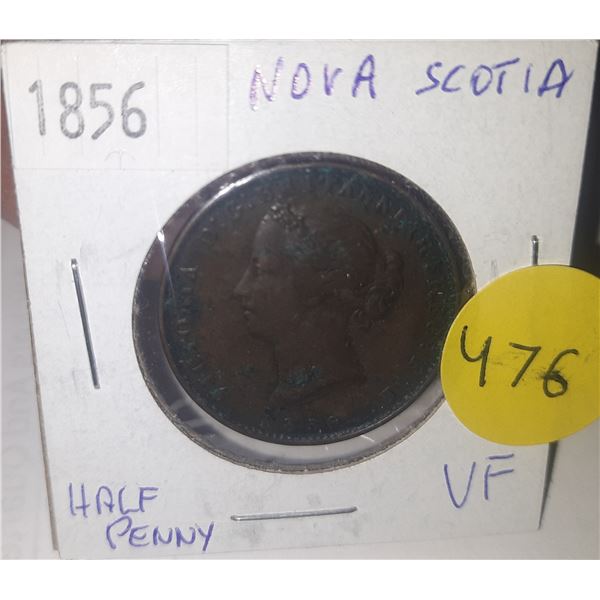 1856
NOVA SCOTIA
476
HALF
PENNY
VF